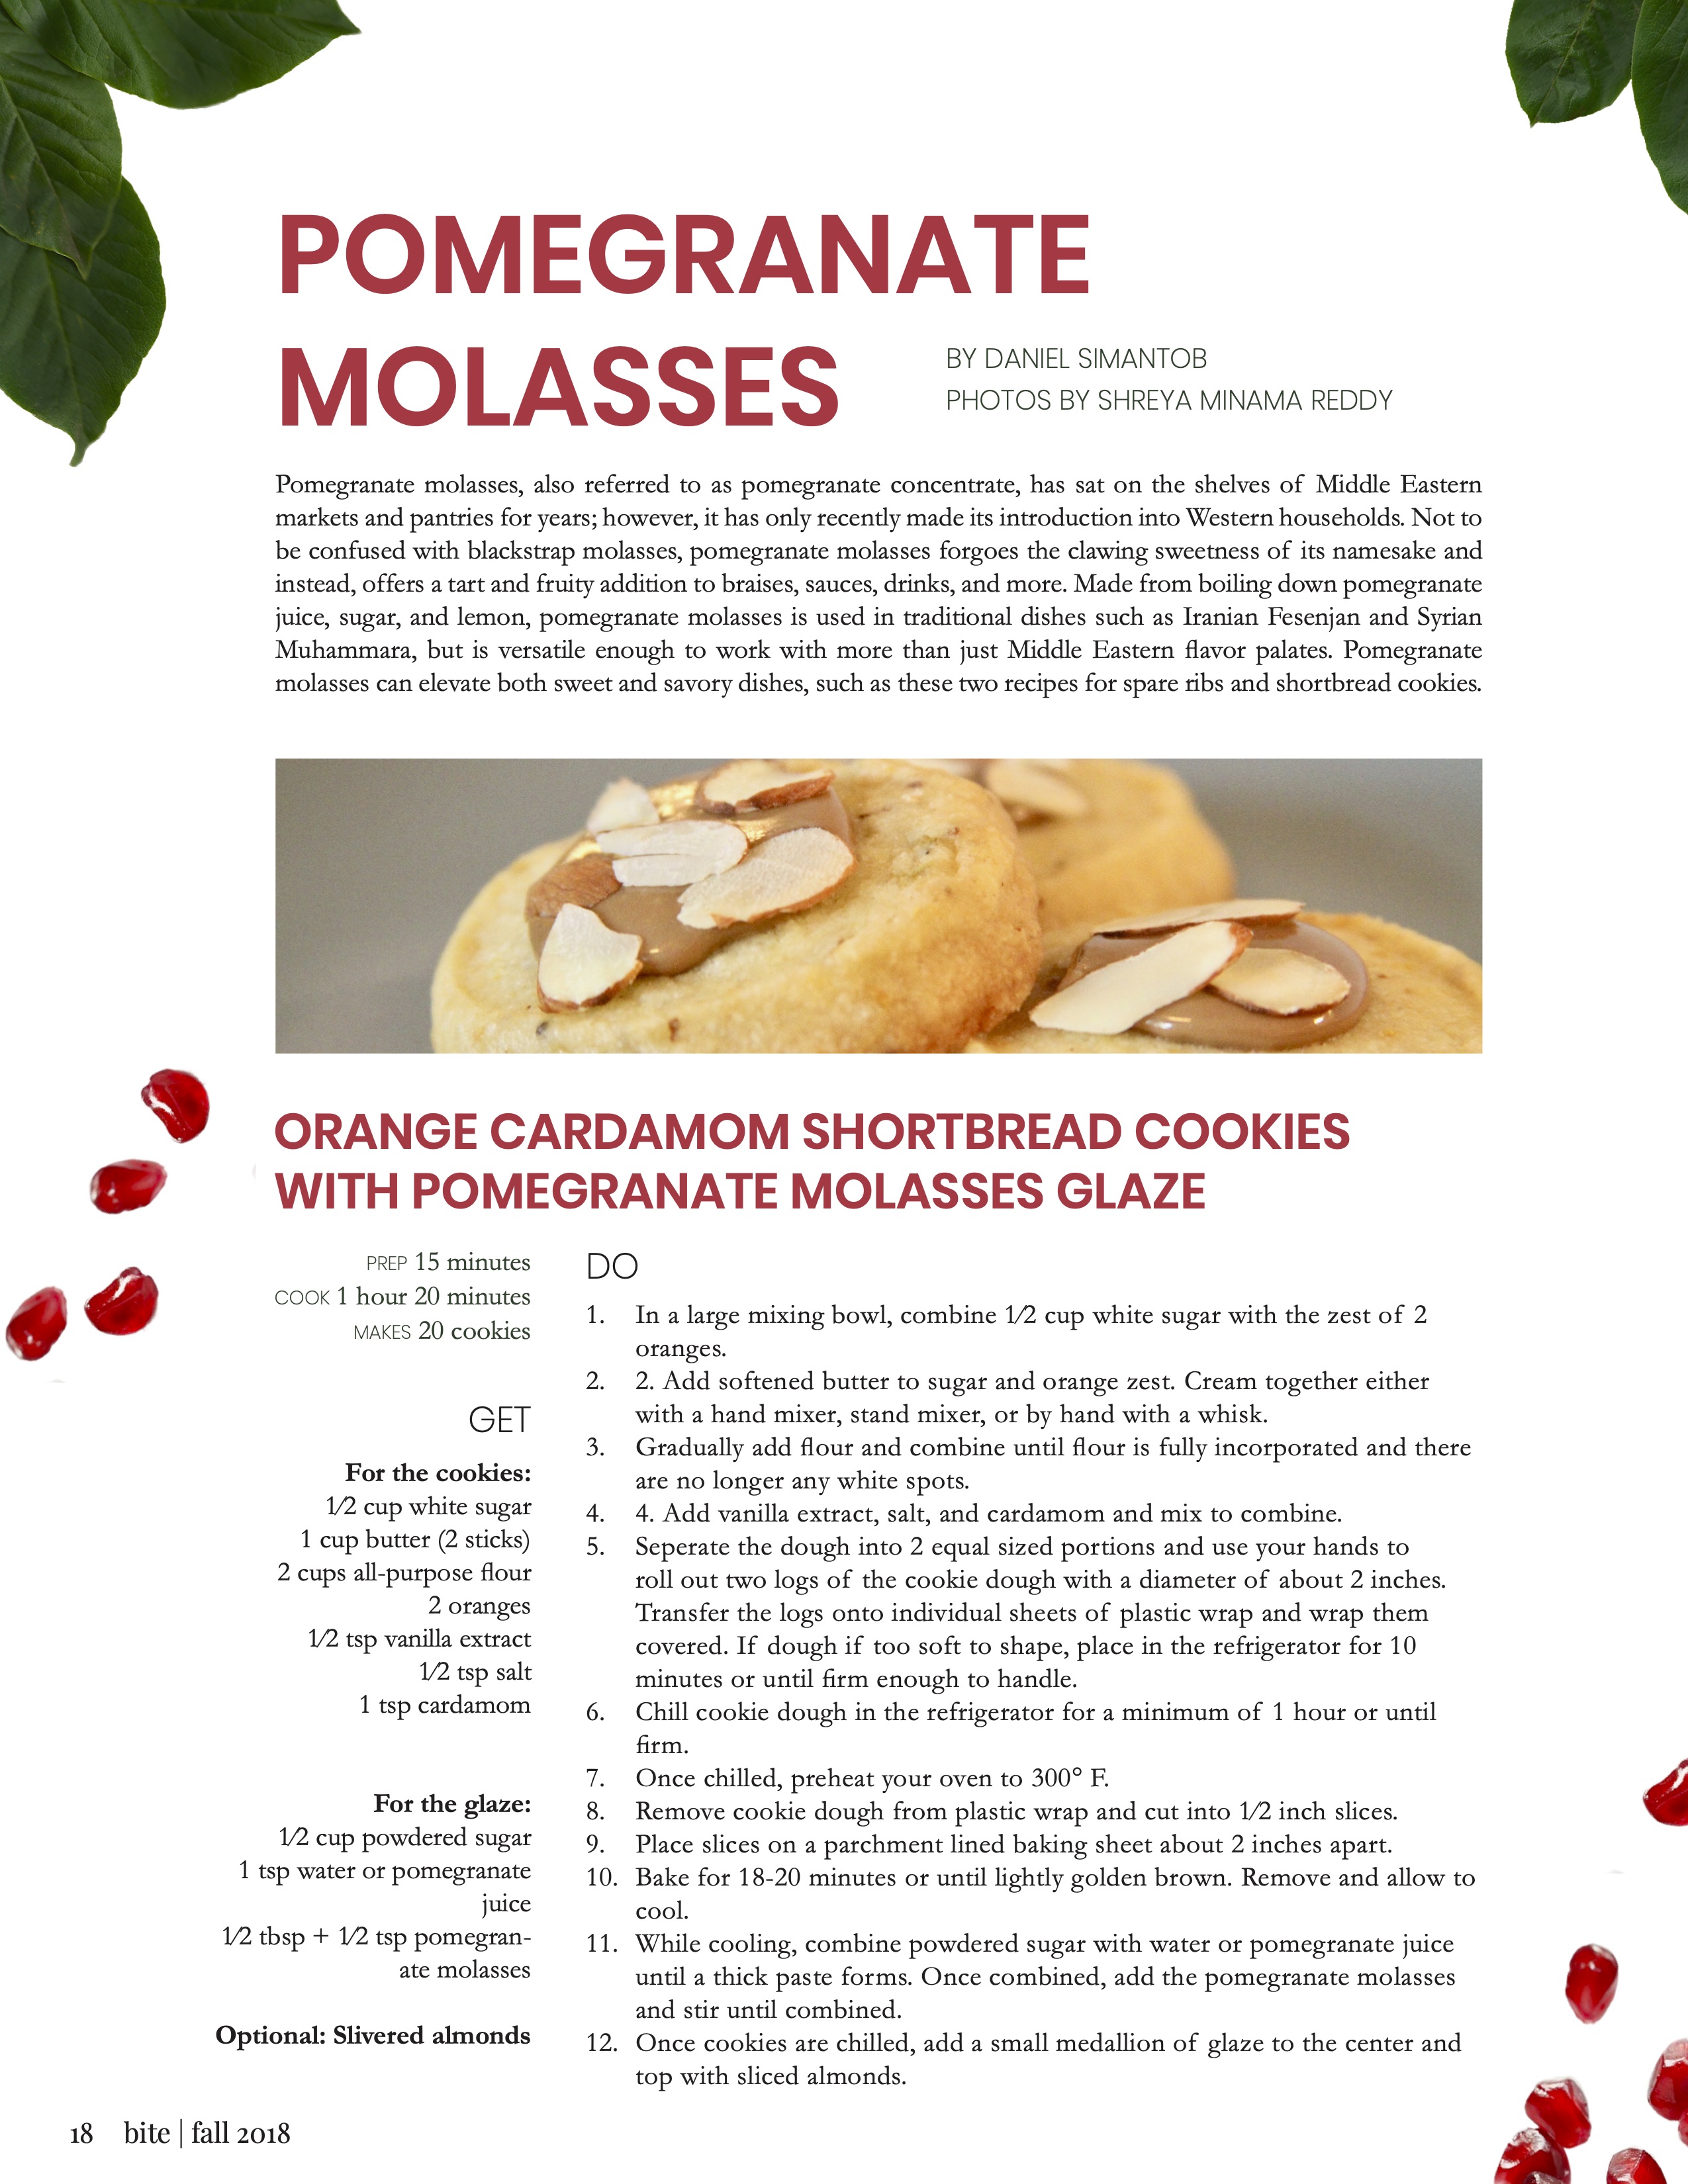 POMEGRANATE
MOLASSES
BY DANIEL SIMANTOB
PHOTOS BY SHREYA MINAMA REDDY
Pomegranate molasses, also referred to as pomegranate concentrate, has sat on the shelves of Middle Eastern
markets and pantries for years; however, it has only recently made its introduction into Western households. Not to
be confused with blackstrap molasses, pomegranate molasses forgoes the clawing sweetness of its namesake and
instead, offers a tart and fruity addition to braises, sauces, drinks, and more. Made from boiling down pomegranate
juice, sugar, and lemon, pomegranate molasses is used in traditional dishes such as Iranian Fesenjan and Syrian
Muhammara, but is versatile enough to work with more than just Middle Eastern flavor palates. Pomegranate
molasses can elevate both sweet and savory dishes, such as these two recipes for spare ribs and shortbread cookies.
ORANGE CARDAMOM SHORTBREAD COOKIES
WITH POMEGRANATE MOLASSES GLAZE
PREP 15 minutes
COOK 1 hour 20 minutes
MAKES 20 cookies
GET
For the cookies:
1/2 cup white sugar
1 cup butter (2 sticks)
2 cups all-purpose flour
2 oranges
1/2 tsp vanilla extract
1/2 tsp salt
1 tsp cardamom
For the glaze:
1/2 cup powdered sugar
1 tsp water or pomegranate
juice
1/2 tbsp + 1/2 tsp pomegran-
ate molasses
Optional: Slivered almonds
DO
1. In a large mixing bowl, combine 1/2 cup white sugar with the zest of 2
oranges.
2. 2. Add softened butter to sugar and orange zest. Cream together either
with a hand mixer, stand mixer, or by hand with a whisk.
3. Gradually add flour and combine until flour is fully incorporated and there
are no longer any white spots.
4. 4. Add vanilla extract, salt, and cardamom and mix to combine.
5. Seperate the dough into 2 equal sized portions and use your hands to
roll out two logs of the cookie dough with a diameter of about 2 inches.
Transfer the logs onto individual sheets of plastic wrap and wrap them
covered. If dough if too soft to shape, place in the refrigerator for 10
minutes or until firm enough to handle.
6. Chill cookie dough in the refrigerator for a minimum of 1 hour or until
firm.
7. Once chilled, preheat your oven to 300° F.
8. Remove cookie dough from plastic wrap and cut into 1/2 inch slices.
9. Place slices on a parchment lined baking sheet about 2 inches apart.
10. Bake for 18-20 minutes or until lightly golden brown. Remove and allow to
cool.
11. While cooling, combine powdered sugar with water or pomegranate juice
until a thick paste forms. Once combined, add the pomegranate molasses
and stir until combined.
12. Once cookies are chilled, add a small medallion of glaze to the center and
top with sliced almonds.
18 bite | fall 2018